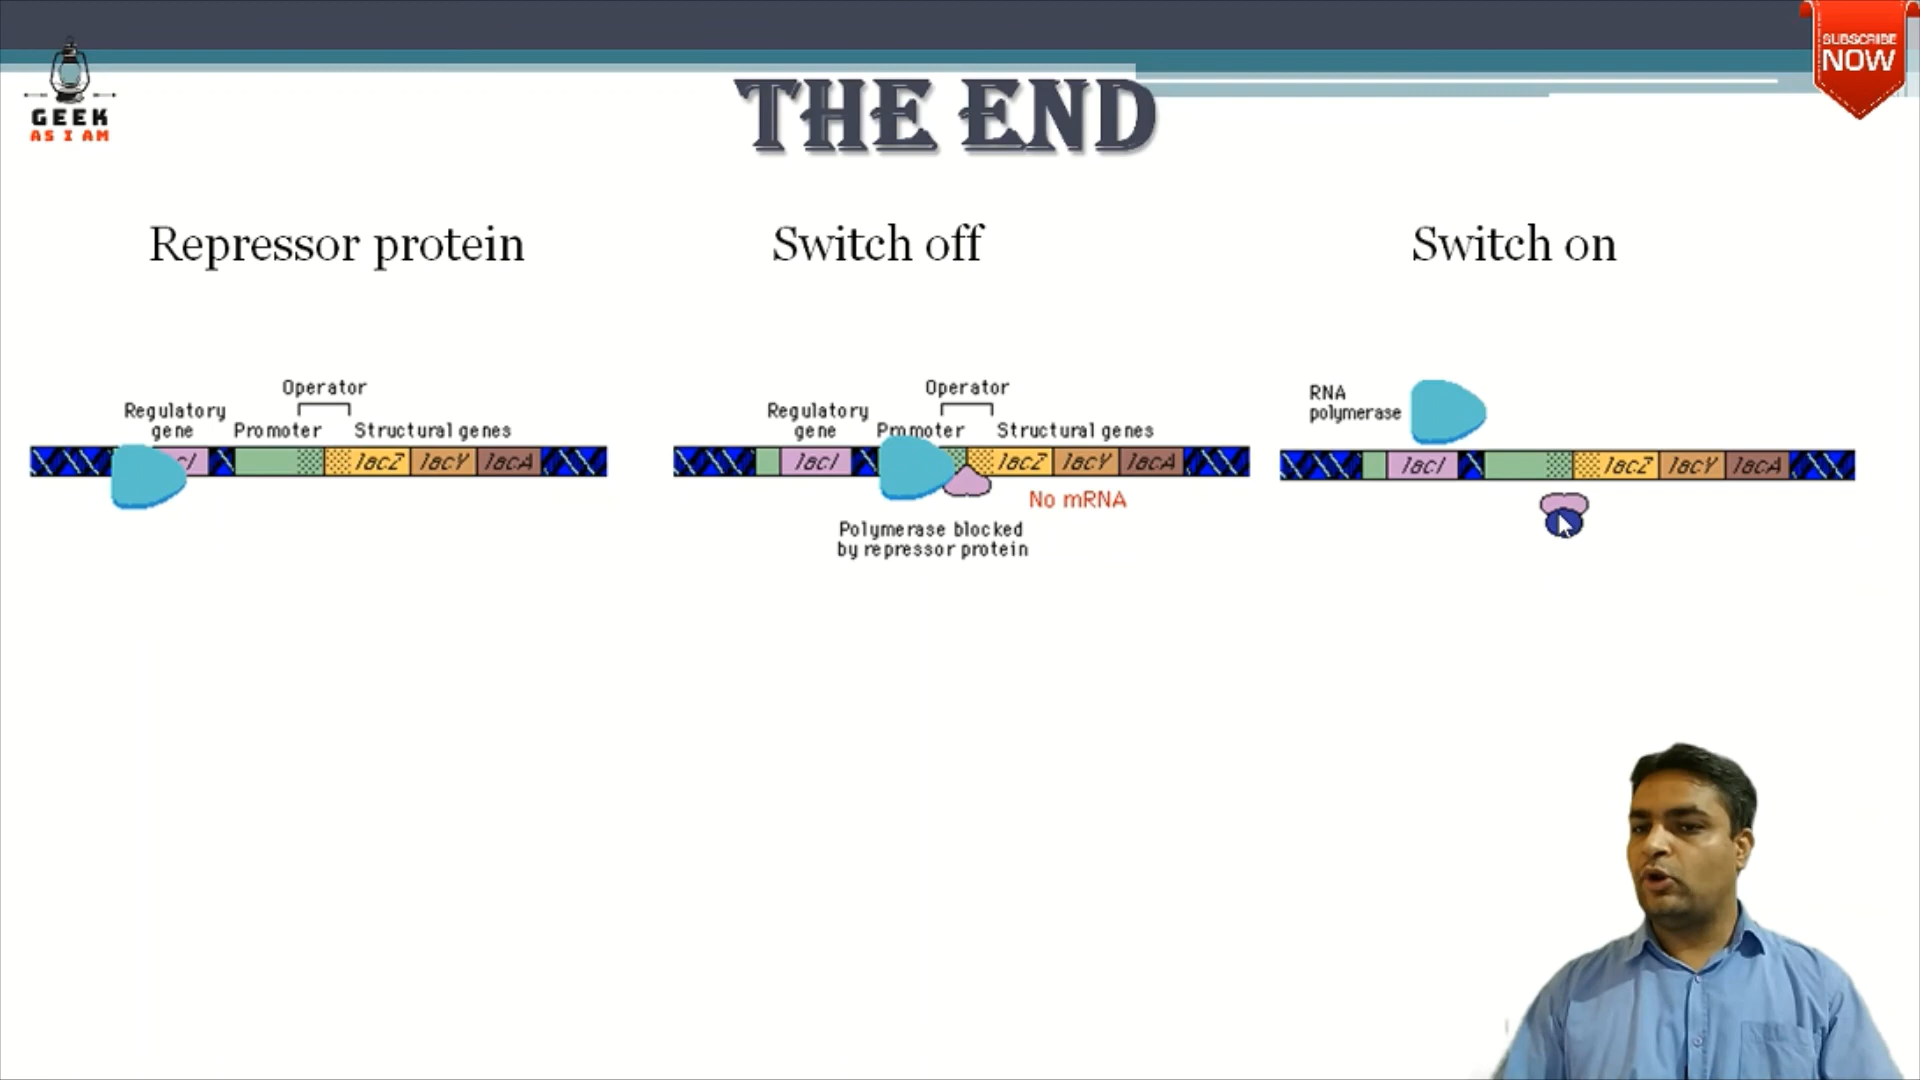 SUBSCRIBE
NOW
GEEK
AS I AM
THE END
Repressor protein
Switch off
Switch on
Operator
Regulatory
gene
Promoter
Structural genes
lacZ
lacY
lacA
Operator
Regulatory
gene
Promoter
Structural genes
lacI
lacZ
lacY
lacA
No mRNA
Polymerase blocked
by repressor protein
RNA
polymerase
lacI
lacZ
lacY
lacA